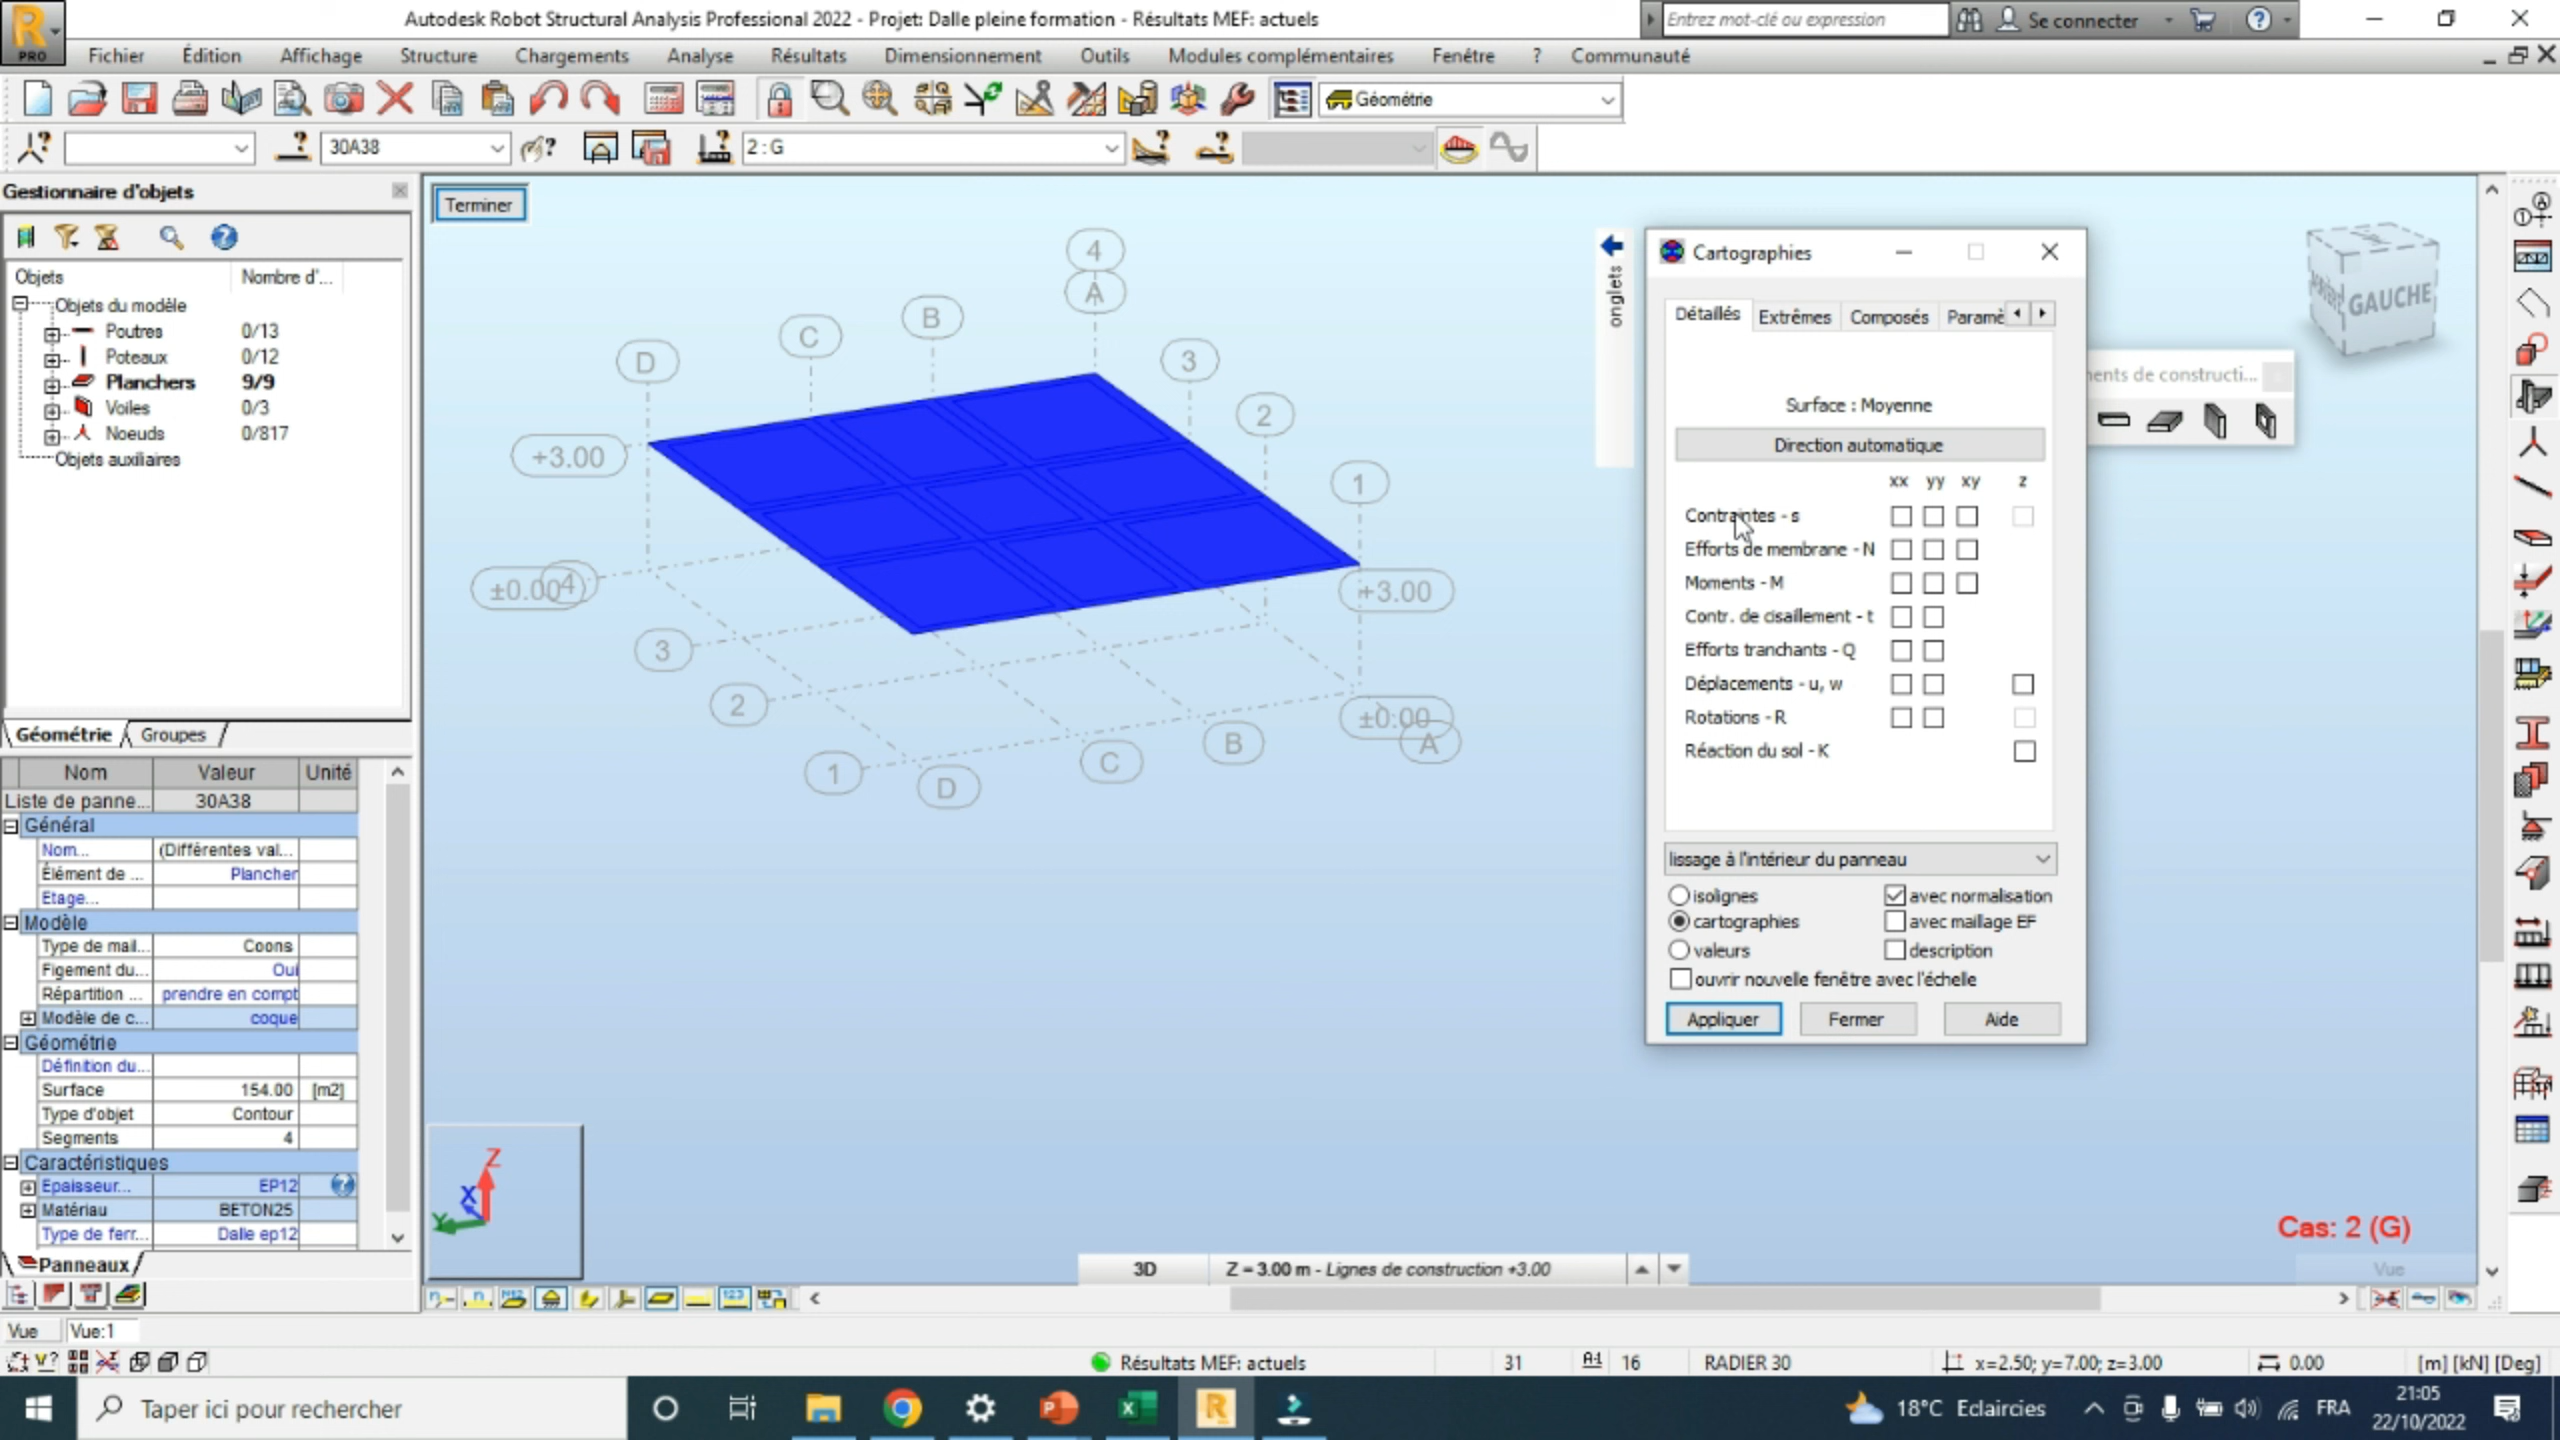 Autodesk Robot Structural Analysis Professional 2022 - Projet: Dalle pleine formation - Résultats MEF: actuels
Entrez mot-clé ou expression
Se connecter
PRO
Fichier Édition Affichage Structure Chargements Analyse Résultats Dimensionnement Outils Modules complémentaires Fenêtre ? Communauté
Géométrie
30A38
2 : G
Gestionnaire d'objets
Objets Nombre d'...
Objets du modèle
Poutres 0/13
Poteaux 0/12
Planchers 9/9
Voiles 0/3
Noeuds 0/817
Objets auxiliaires
Géométrie Groupes
Nom Valeur Unité
Liste de panne... 30A38
Général
Nom... (Différentes val...
Élément de ... Plancher
Etage...
Modèle
Type de mail... Coons
Figement du... Oui
Répartition ... prendre en compt
Modèle de c... coque
Géométrie
Définition du...
Surface 154.00 [m2]
Type d'objet Contour
Segments 4
Caractéristiques
Epaisseur... EP12
Matériau BETON25
Type de ferr... Dalle ep12
Panneaux
Terminer
4
A
B
C
D
3
2
1
+3.00
±0.00
4
+3.00
3
2
1
D
C
B
±0.00
A
Z
X
Y
onglets
Cartographies
Détaillés Extrêmes Composés Paramè
Surface : Moyenne
Direction automatique
xx yy xy z
Contraintes - s
Efforts de membrane - N
Moments - M
Contr. de cisaillement - t
Efforts tranchants - Q
Déplacements - u, w
Rotations - R
Réaction du sol - K
lissage à l'intérieur du panneau
isolignes avec normalisation
cartographies avec maillage EF
valeurs description
ouvrir nouvelle fenêtre avec l'échelle
Appliquer Fermer Aide
GAUCHE
ents de constructi...
Cas: 2 (G)
Vue
3D Z = 3.00 m - Lignes de construction +3.00
Vue Vue:1
Résultats MEF: actuels 31 16 RADIER 30 x=2.50; y=7.00; z=3.00 0.00 [m] [kN] [Deg]
Taper ici pour rechercher
18°C Eclaircies
FRA
21:05
22/10/2022